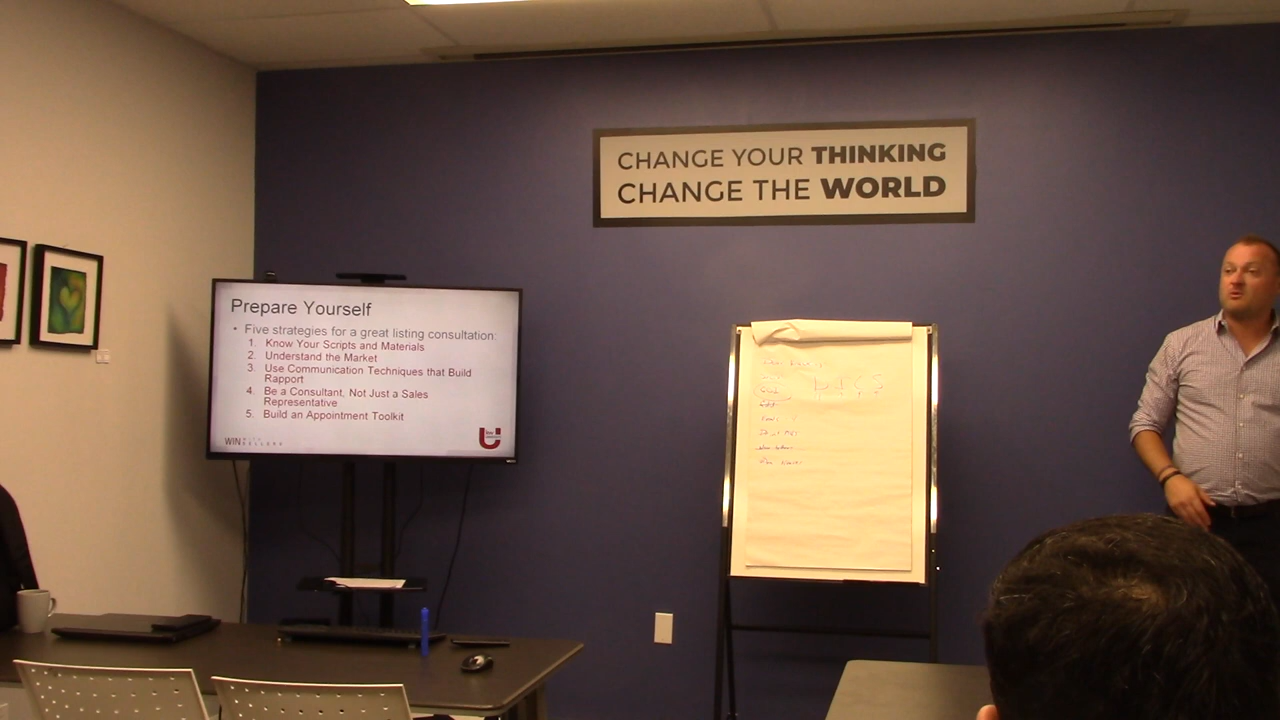 CHANGE YOUR THINKING
CHANGE THE WORLD
Prepare Yourself
• Five strategies for a great listing consultation:
1. Know Your Scripts and Materials
2. Understand the Market
3. Use Communication Techniques that Build
Rapport
4. Be a Consultant, Not Just a Sales
Representative
5. Build an Appointment Toolkit
WIN WITH
SELLERS